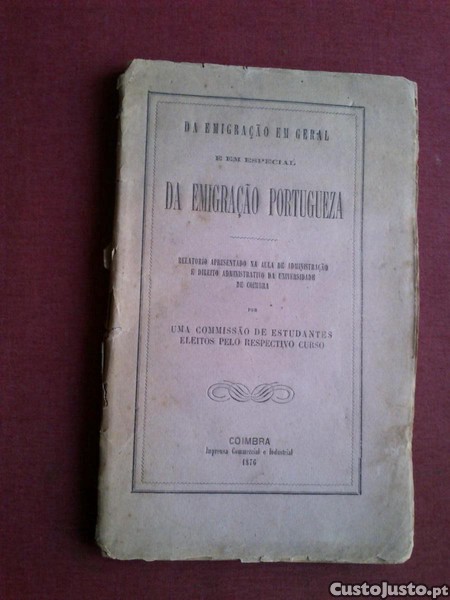 DA EMIGRAÇÃO EM GERAL
E EM ESPECIAL
DA EMIGRAÇÃO PORTUGUEZA
RELATORIO APRESENTADO NA AULA DE ADMINISTRAÇÃO
E DIREITO ADMINISTRATIVO DA UNIVERSIDADE
DE COIMBRA
POR
UMA COMMISSÃO DE ESTUDANTES
ELEITOS PELO RESPECTIVO CURSO
COIMBRA
Imprensa Commercial e Industrial
1876
CustoJusto.pt